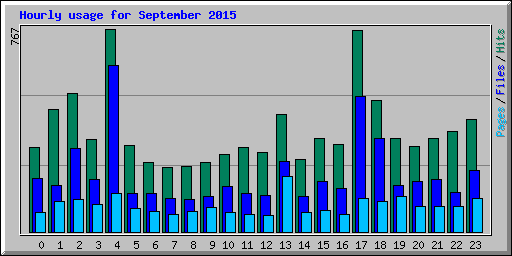 Hourly usage for September 2015
767
Pages / Files / Hits
0 1 2 3 4 5 6 7 8 9 10 11 12 13 14 15 16 17 18 19 20 21 22 23